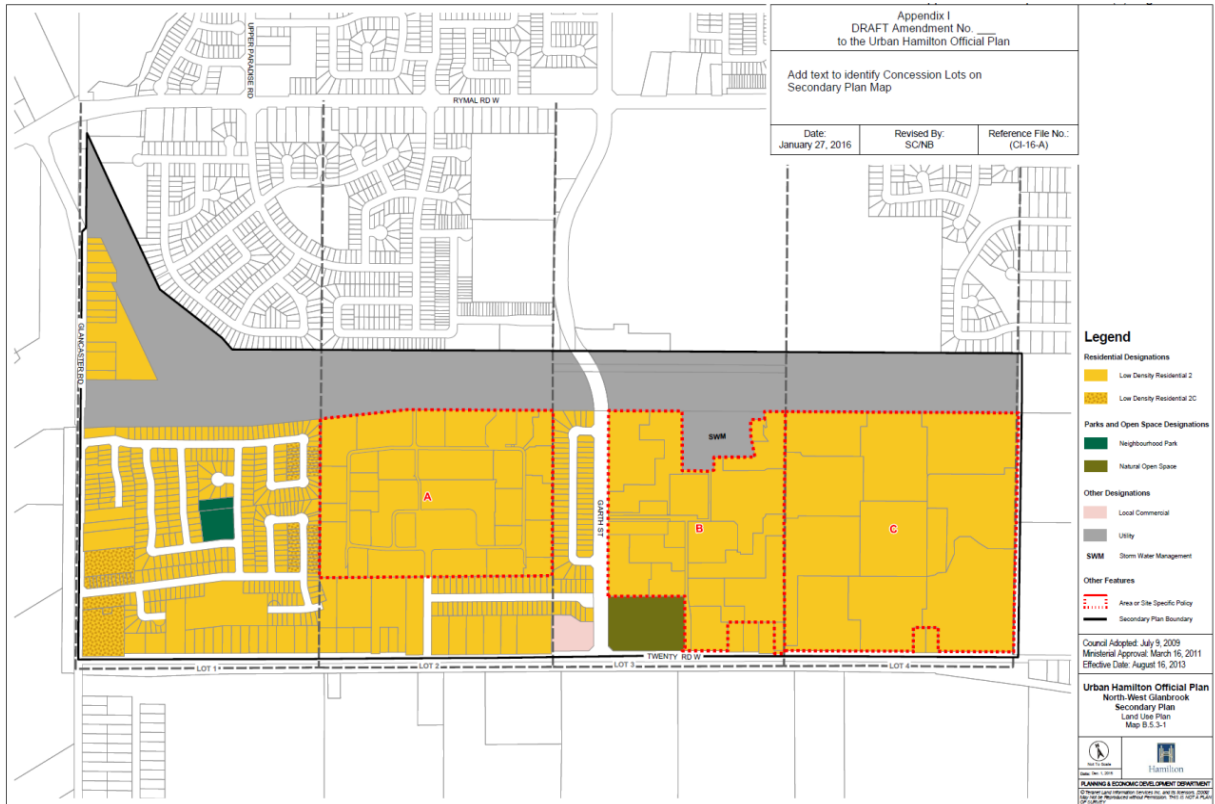 Appendix I
DRAFT Amendment No. ___
to the Urban Hamilton Official Plan
Add text to identify Concession Lots on
Secondary Plan Map
Date:
January 27, 2016
Revised By:
SC/NB
Reference File No.:
(CI-16-A)
UPPER PARADISE RD
RYMAL RD W
GLANCASTER RD
SWM
A
GARTH ST
B
C
TWENTY RD W
LOT 1
LOT 2
LOT 3
LOT 4
Legend
Residential Designations
Low Density Residential 2
Low Density Residential 2C
Parks and Open Space Designations
Neighbourhood Park
Natural Open Space
Other Designations
Local Commercial
Utility
SWM Storm Water Management
Other Features
Area or Site Specific Policy
Secondary Plan Boundary
Council Adopted: July 9, 2009
Ministerial Approval: March 16, 2011
Effective Date: August 16, 2013
Urban Hamilton Official Plan
North-West Glanbrook
Secondary Plan
Land Use Plan
Map B.5.3-1
Not To Scale
Hamilton
PLANNING & ECONOMIC DEVELOPMENT DEPARTMENT